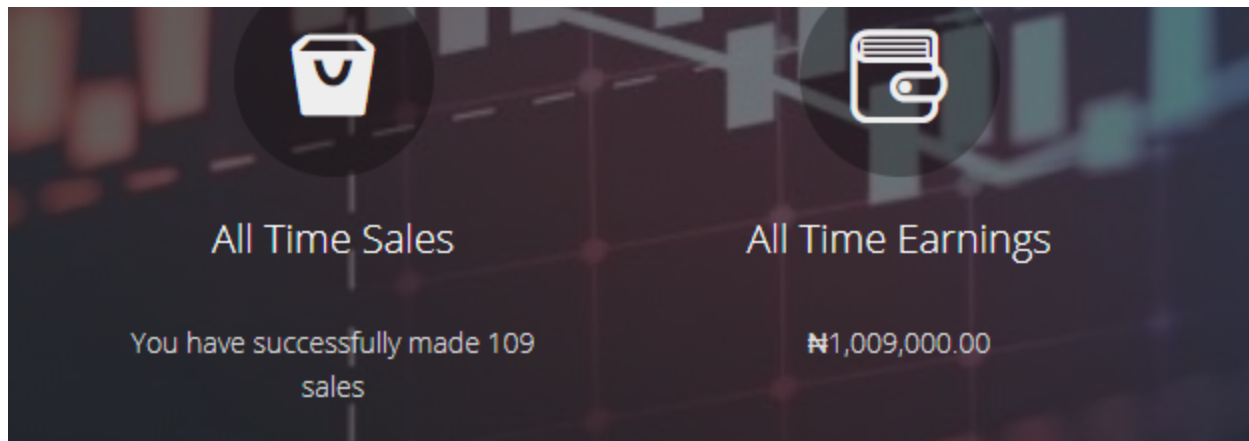 All Time Sales
You have successfully made 109
sales
All Time Earnings
₦1,009,000.00